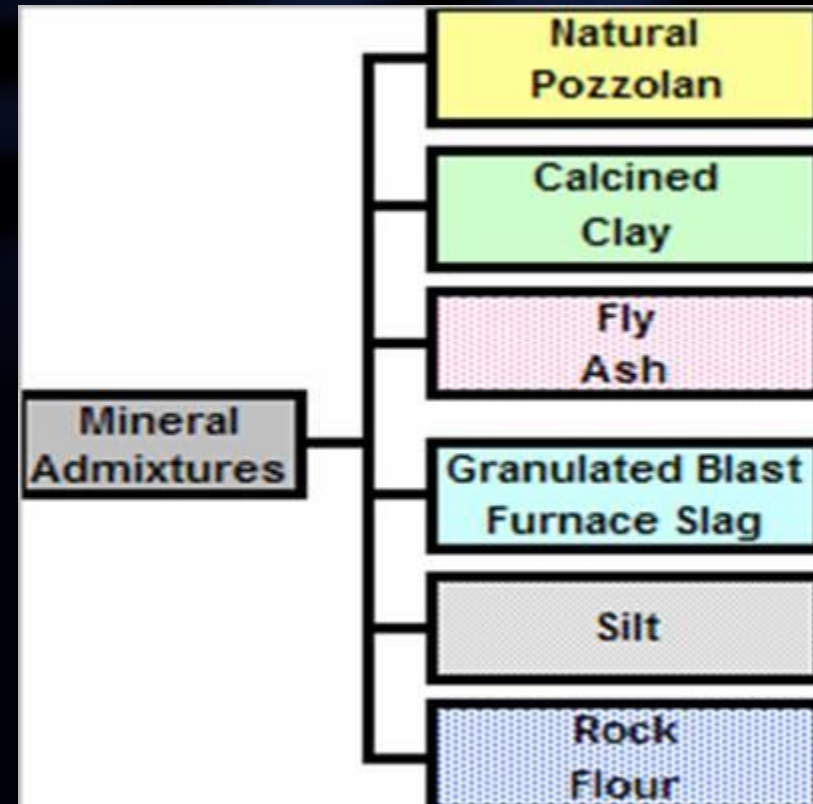 Natural
Pozzolan
Calcined
Clay
Fly
Ash
Mineral
Admixtures
Granulated Blast
Furnace Slag
Silt
Rock
Flour